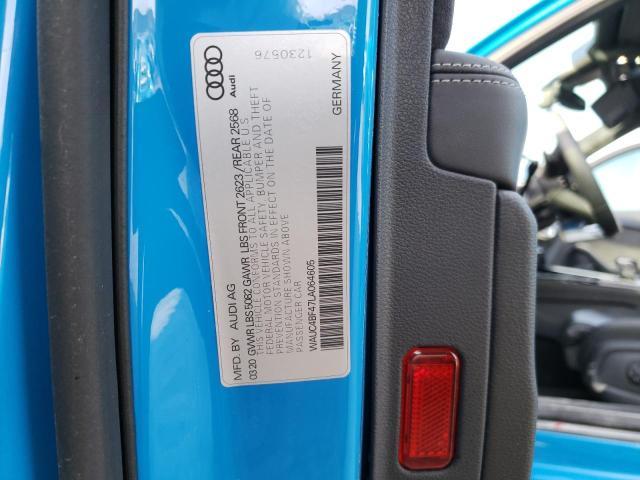 Audi
1230576
GERMANY
MFD. BY AUDI AG
0320 GVWR LBS 5082 GAWR LBS FRONT 2623 / REAR 2568
THIS VEHICLE CONFORMS TO ALL APPLICABLE U.S.
FEDERAL MOTOR VEHICLE SAFETY, BUMPER AND THEFT
PREVENTION STANDARDS IN EFFECT ON THE DATE OF
MANUFACTURE SHOWN ABOVE
PASSENGER CAR
WAUC4BF47LA064605